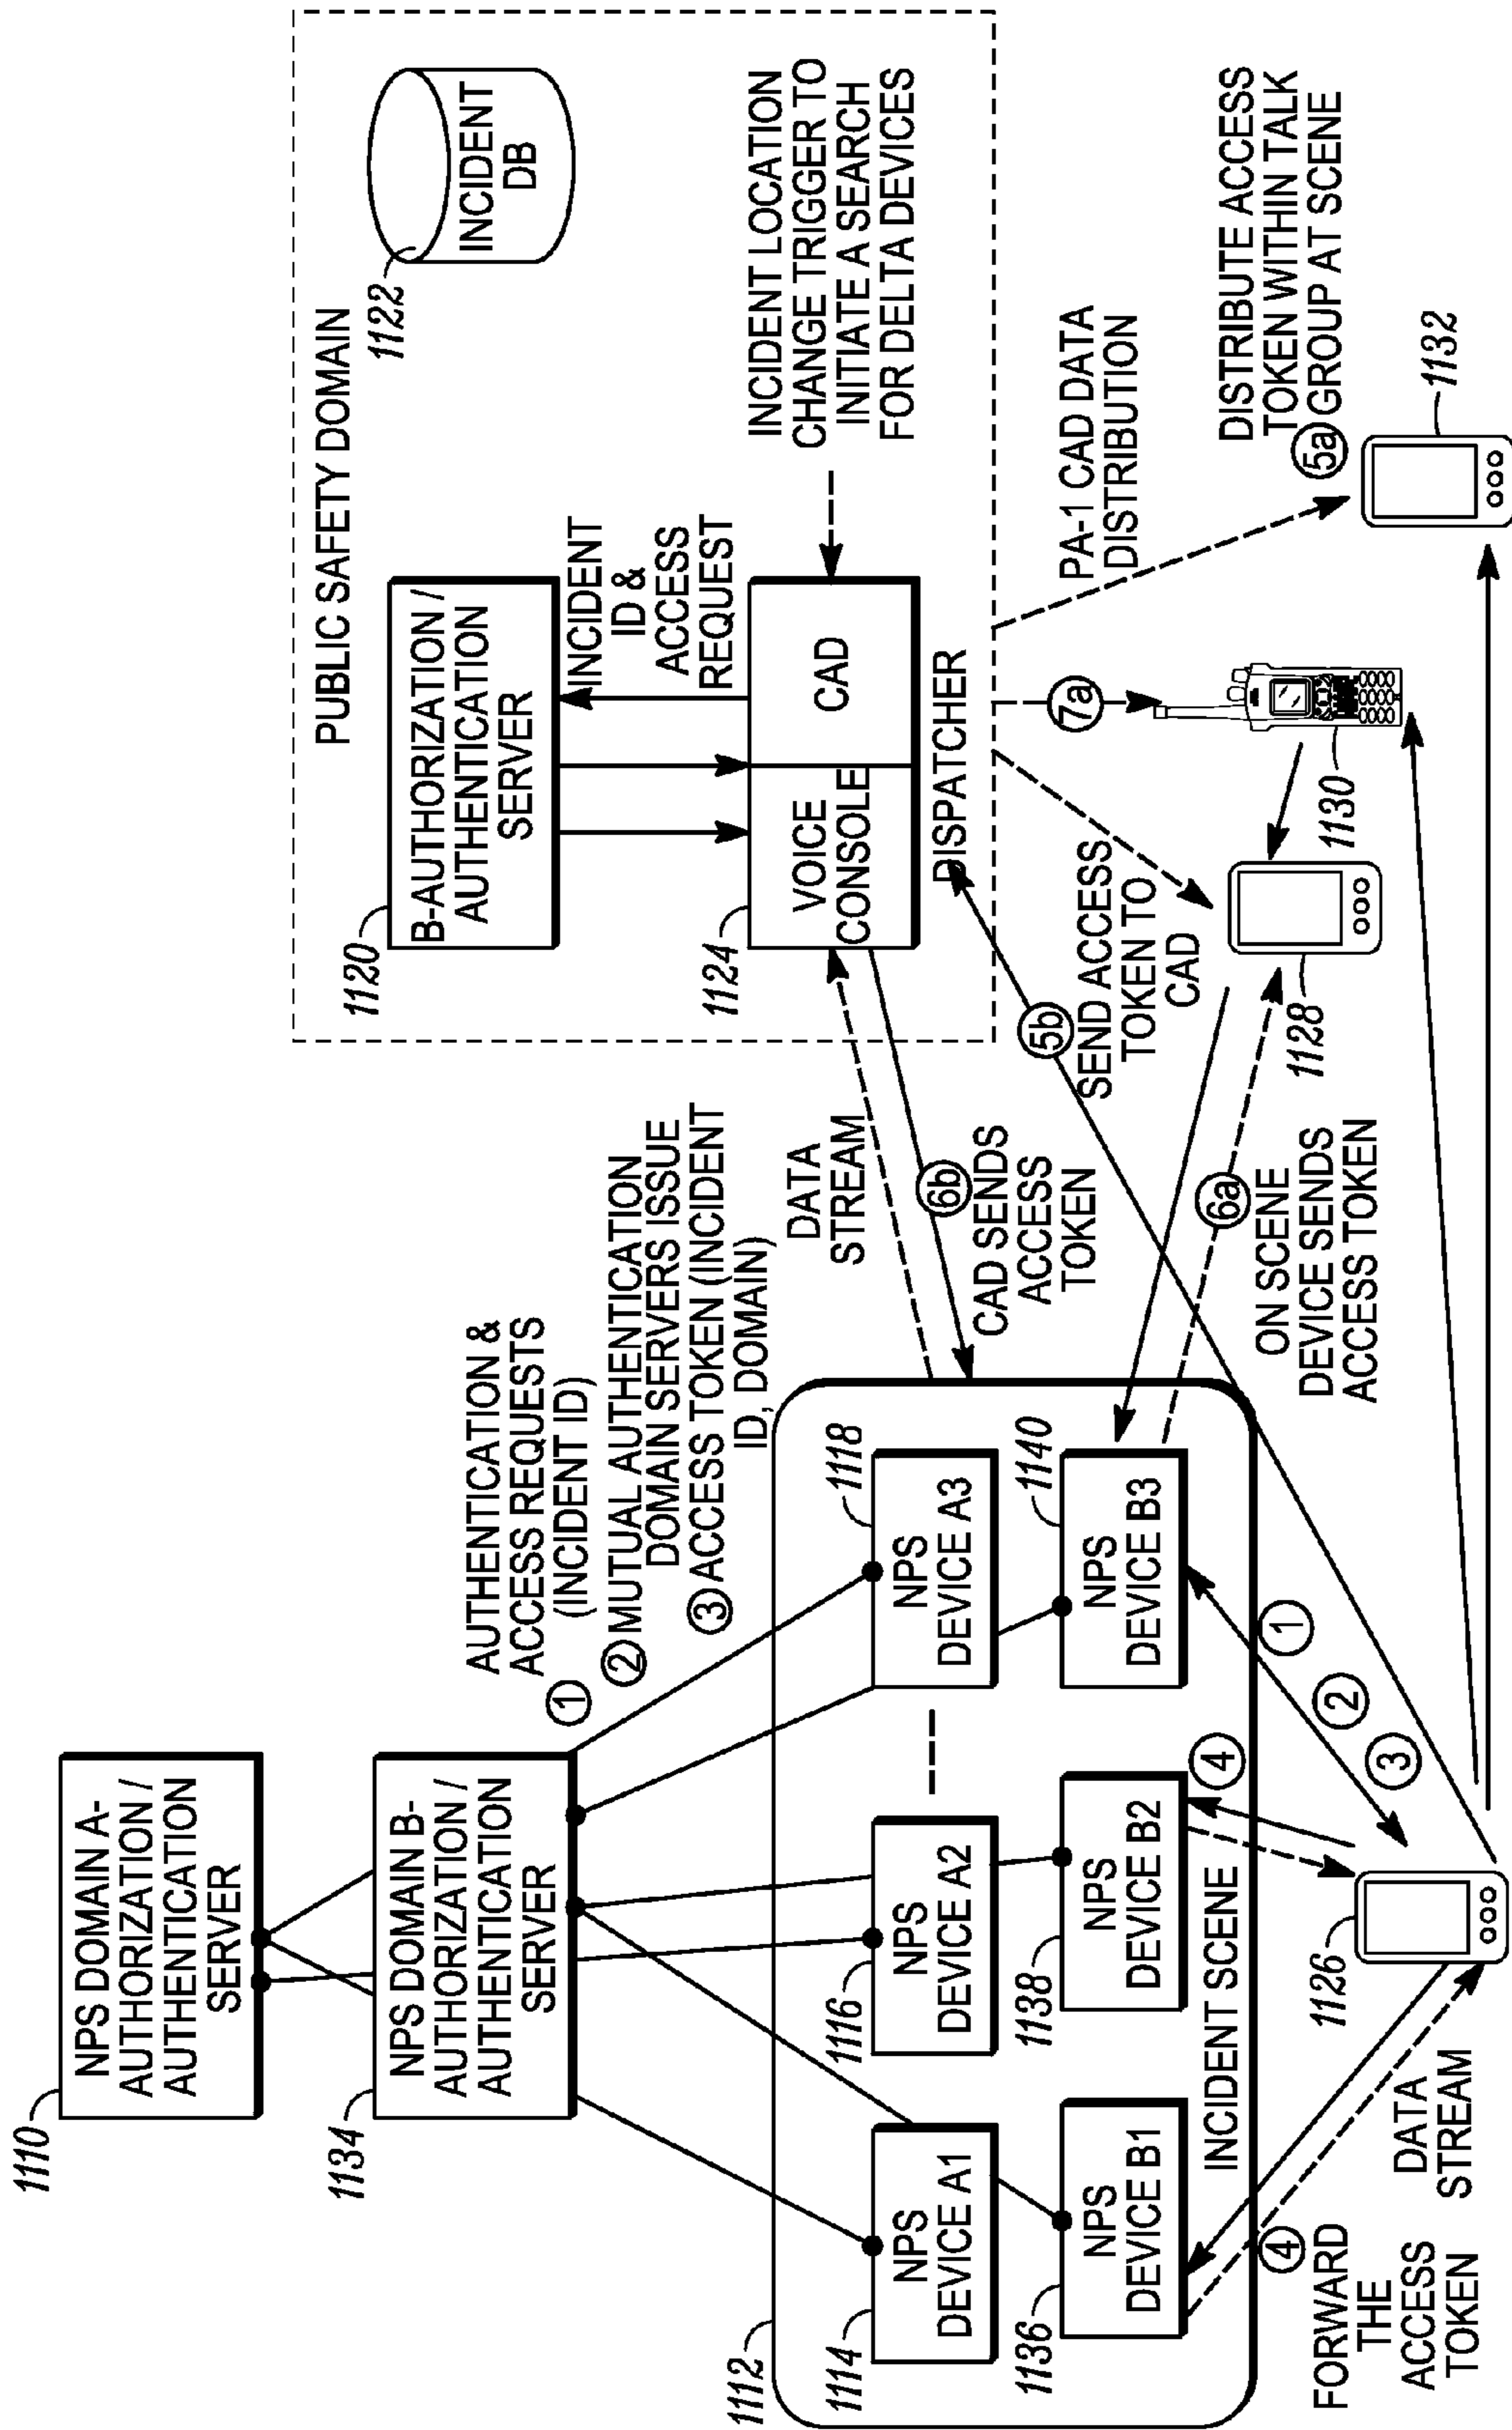 1110
NPS DOMAIN A-
AUTHORIZATION /
AUTHENTICATION
SERVER
1134
NPS DOMAIN B-
AUTHORIZATION /
AUTHENTICATION
SERVER
AUTHENTICATION &
ACCESS REQUESTS
(INCIDENT ID)
1
2 MUTUAL AUTHENTICATION
DOMAIN SERVERS ISSUE
3 ACCESS TOKEN (INCIDENT
ID, DOMAIN)
PUBLIC SAFETY DOMAIN
1120
B-AUTHORIZATION /
AUTHENTICATION
SERVER
1122
INCIDENT
DB
INCIDENT
ID &
ACCESS
REQUEST
1124
VOICE
CONSOLE
CAD
DISPATCHER
INCIDENT LOCATION
CHANGE TRIGGER TO
INITIATE A SEARCH
FOR DELTA DEVICES
DATA
STREAM
6b
CAD SENDS
ACCESS
TOKEN
1112
1114
NPS
DEVICE A1
1116
NPS
DEVICE A2
1118
NPS
DEVICE A3
1136
NPS
DEVICE B1
1138
NPS
DEVICE B2
1140
NPS
DEVICE B3
INCIDENT SCENE
5b
SEND ACCESS
TOKEN TO
CAD
7a
PA-1 CAD DATA
DISTRIBUTION
DISTRIBUTE ACCESS
TOKEN WITHIN TALK
5a GROUP AT SCENE
6a
ON SCENE
DEVICE SENDS
ACCESS TOKEN
1128
1130
1132
4
FORWARD
THE
ACCESS
TOKEN
DATA
STREAM
1126
4
1
2
3